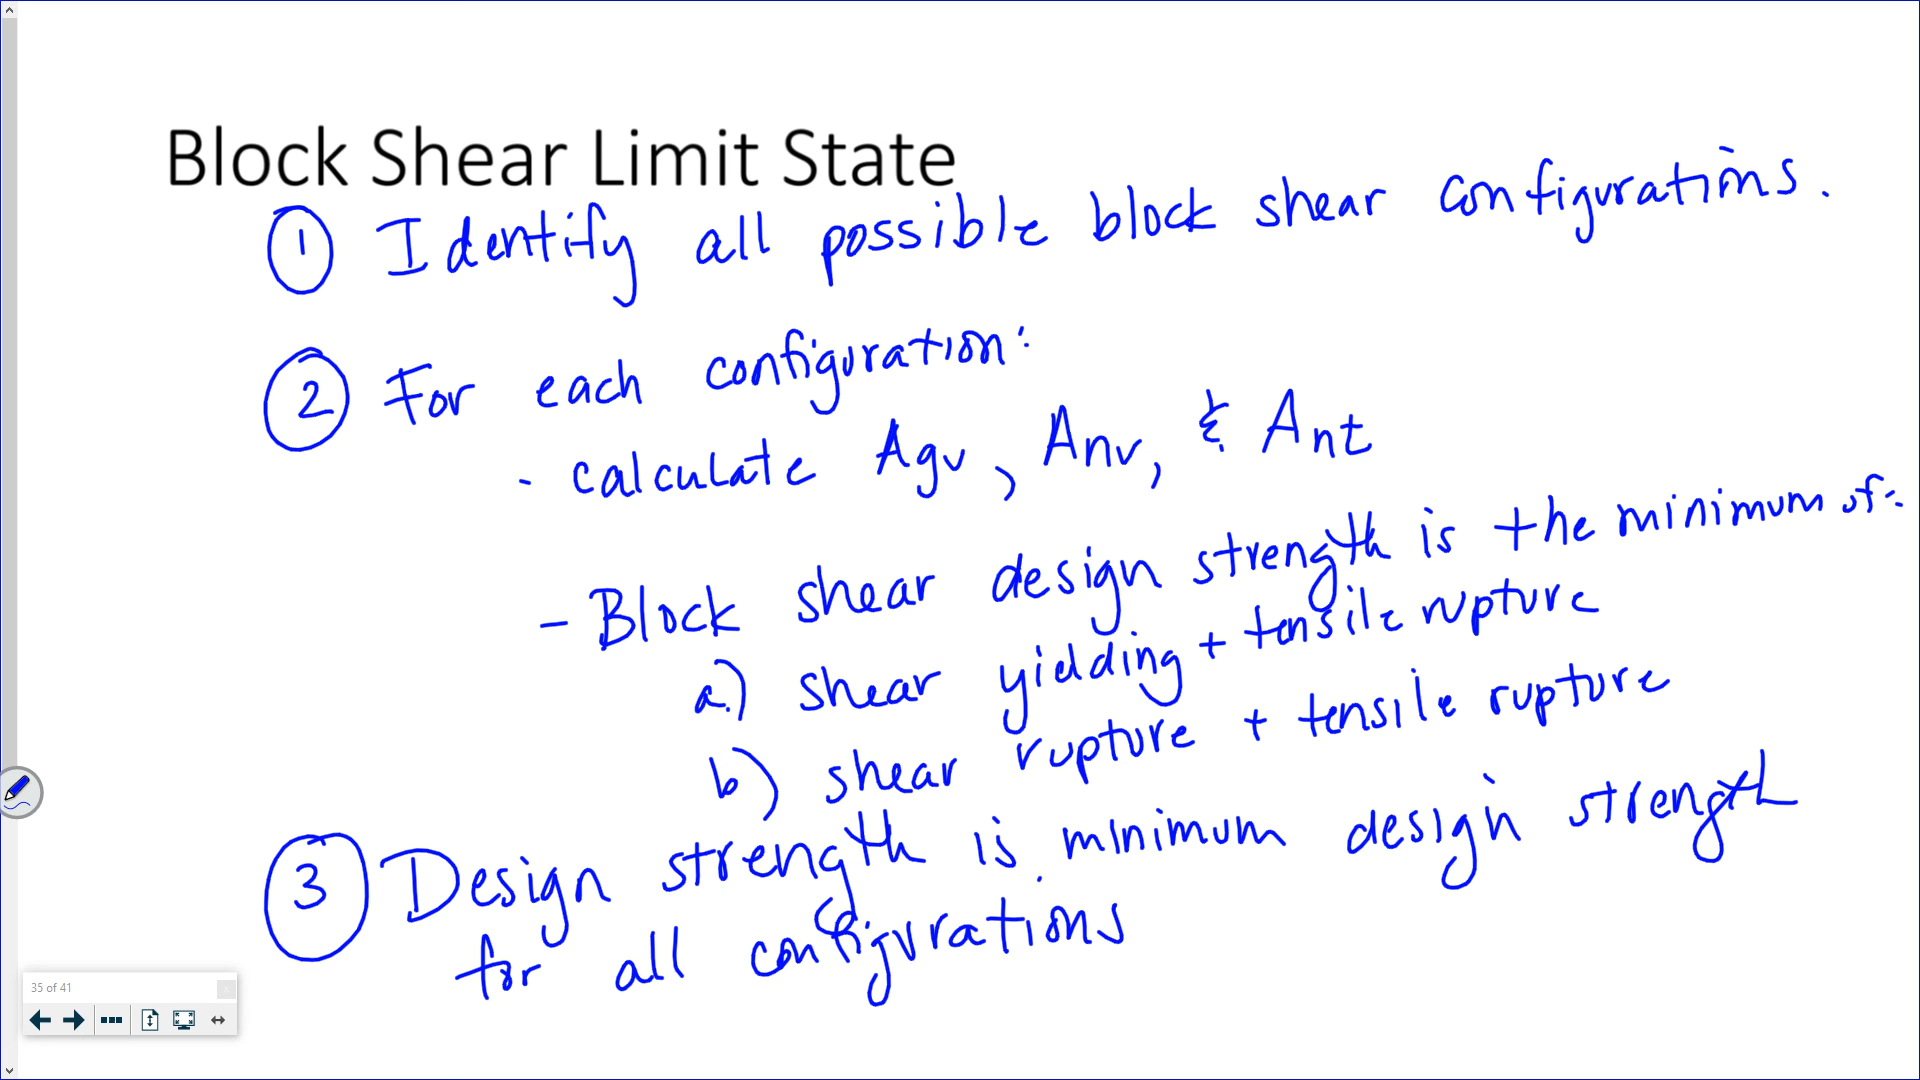 Block Shear Limit State
① Identify all possible block shear configurations.
② For each configuration:
- calculate Agv, Anv, & Ant
- Block shear design strength is the minimum of:
a.) shear yielding + tensile rupture
b) shear rupture + tensile rupture
③ Design strength is minimum design strength
for all configurations
35 of 41